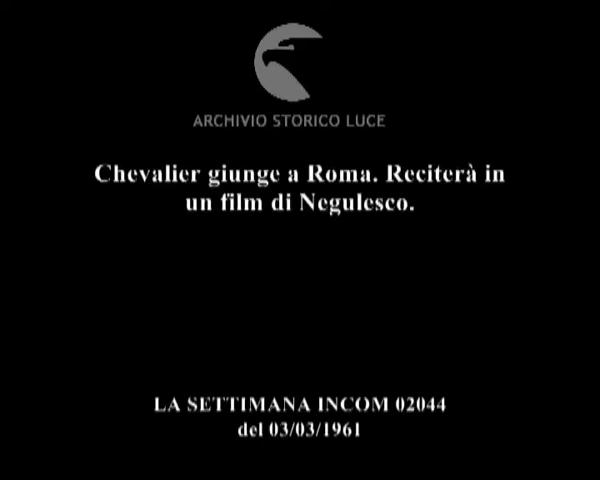 ARCHIVIO STORICO LUCE
Chevalier giunge a Roma. Reciterà in
un film di Negulesco.
LA SETTIMANA INCOM 02044
del 03/03/1961